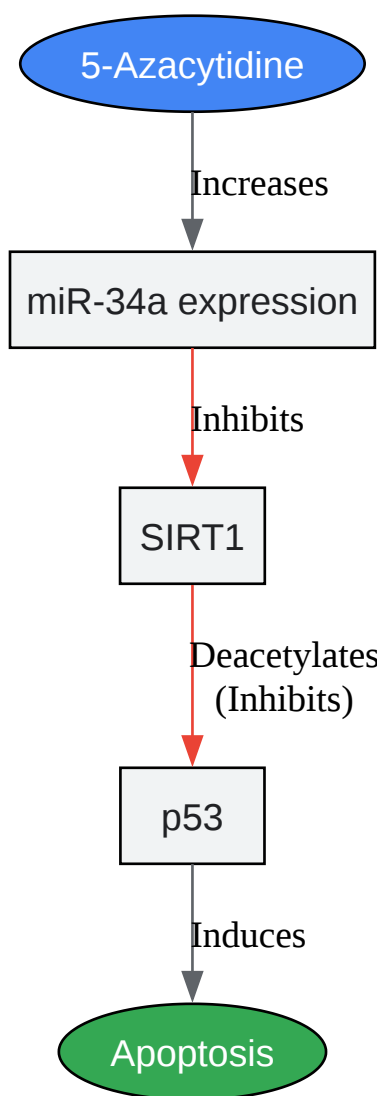 5-Azacytidine
Increases
miR-34a expression
Inhibits
SIRT1
Deacetylates
(Inhibits)
p53
Induces
Apoptosis